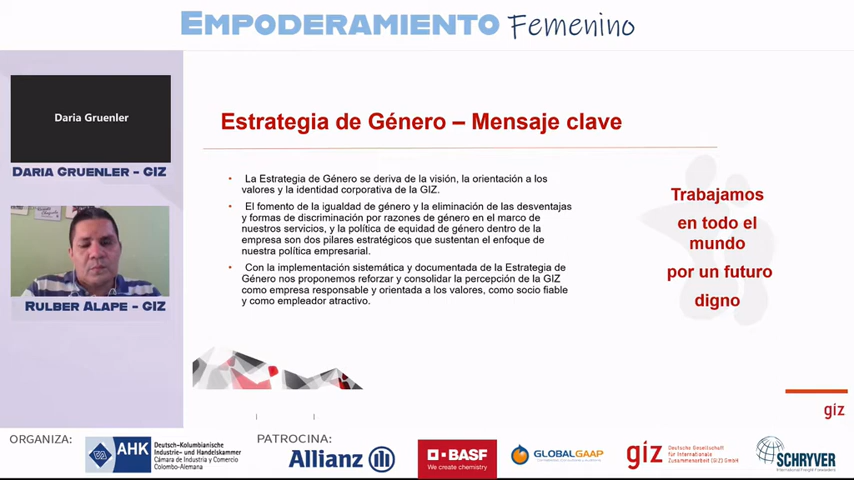 EMPODERAMIENTO Femenino
Daria Gruenler
DARIA GRUENLER - GIZ
RULBER ALAPE - GIZ
Estrategia de Género – Mensaje clave
• La Estrategia de Género se deriva de la visión, la orientación a los
valores y la identidad corporativa de la GIZ.
• El fomento de la igualdad de género y la eliminación de las desventajas
y formas de discriminación por razones de género en el marco de
nuestros servicios, y la política de equidad de género dentro de la
empresa son dos pilares estratégicos que sustentan el enfoque de
nuestra política empresarial.
• Con la implementación sistemática y documentada de la Estrategia de
Género nos proponemos reforzar y consolidar la percepción de la GIZ
como empresa responsable y orientada a los valores, como socio fiable
y como empleador atractivo.
Trabajamos
en todo el
mundo
por un futuro
digno
giz
ORGANIZA:
AHK
Deutsch-Kolumbianische
Industrie- und Handelskammer
Cámara de Industria y Comercio
Colombo-Alemana
PATROCINA:
Allianz
BASF
We create chemistry
GLOBALGAAP
giz
Deutsche Gesellschaft
für Internationale
Zusammenarbeit (GIZ) GmbH
SCHRYVER
International Freight Forwarders